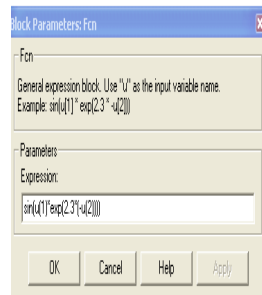 Block Parameters: Fcn
Fcn
General expression block. Use "u" as the input variable name.
Example: sin(u[1] * exp(2.3 * -u[2]))
Parameters
Expression:
sin(u(1)*exp(2.3*(-u(2))))
OK Cancel Help Apply